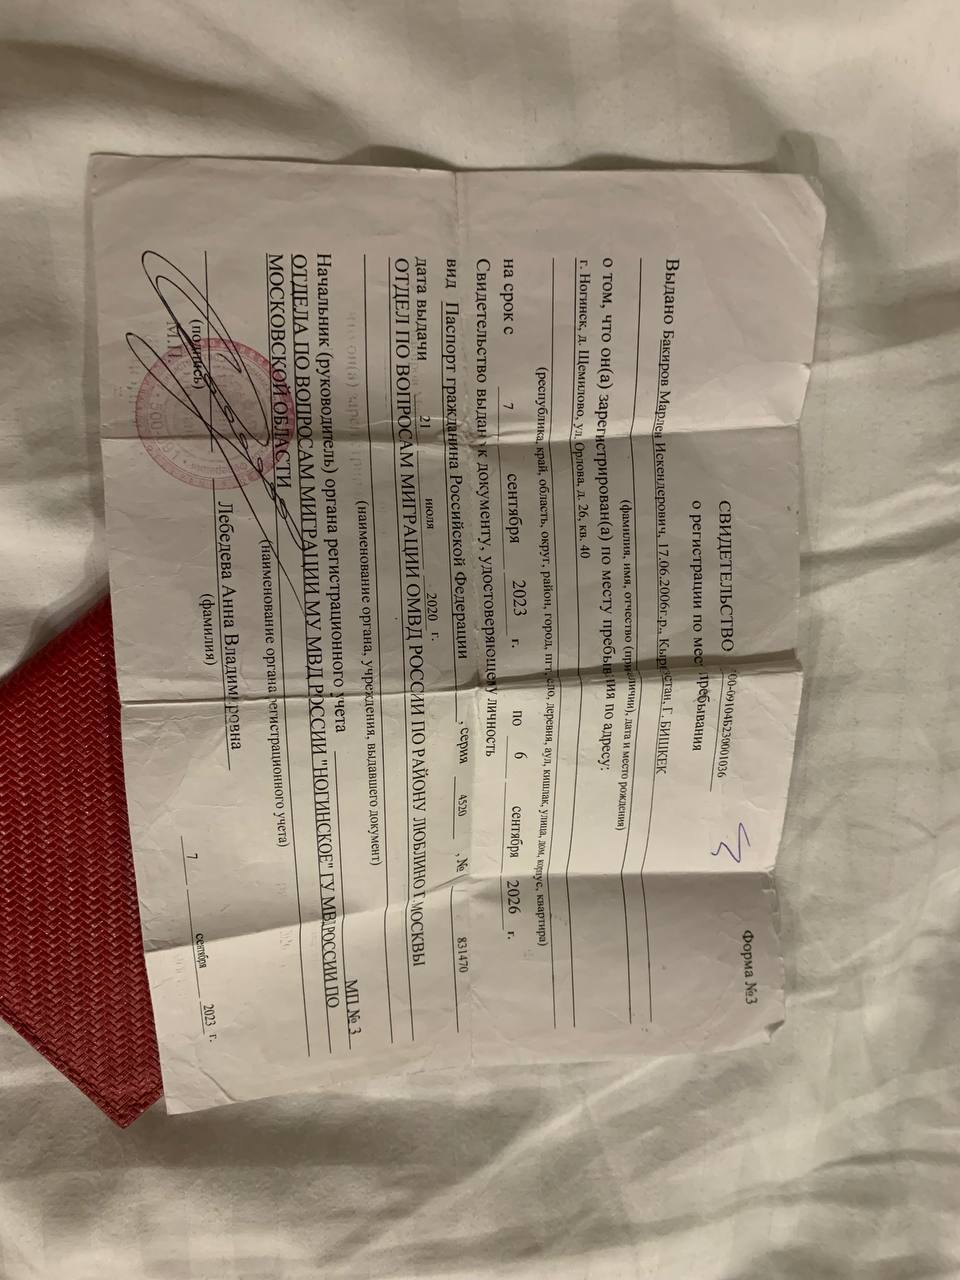 Форма №3
СВИДЕТЕЛЬСТВО 00-09104Б230001036
о регистрации по месту пребывания
Выдано Бакиров Марлен Искендерович, 17.06.2006г.р., Кыргызстан, Г. БИШКЕК
(фамилия, имя, отчество (при наличии), дата и место рождения)
о том, что он(а) зарегистрирован(а) по месту пребывания по адресу:
г. Ногинск, д. Щемилово, ул. Орлова, д. 26, кв. 40
(республика, край, область, округ, район, город, пгт, село, деревня, аул, кишлак, улица, дом, корпус, квартира)
на срок с 7 сентября 2023 г. по 6 сентября 2026 г.
Свидетельство выдано к документу, удостоверяющему личность
вид Паспорт гражданина Российской Федерации, серия 4520, № 831470
дата выдачи 21 июля 2020 г.
ОТДЕЛ ПО ВОПРОСАМ МИГРАЦИИ ОМВД РОССИИ ПО РАЙОНУ ЛЮБЛИНО Г. МОСКВЫ
(наименование органа, учреждения, выдавшего документ)
МП № 3
Начальник (руководитель) органа регистрационного учета
ОТДЕЛА ПО ВОПРОСАМ МИГРАЦИИ МУ МВД РОССИИ "НОГИНСКОЕ" ГУ МВД РОССИИ ПО
МОСКОВСКОЙ ОБЛАСТИ
(наименование органа регистрационного учета)
Лебедева Анна Владимировна
(подпись) (фамилия)
М.П.
7 сентября 2023 г.